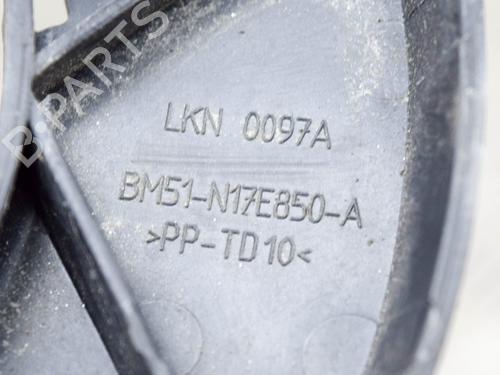 LKN 0097A
BM51-N17E850-A
>PP-TD10<
B-PARTS